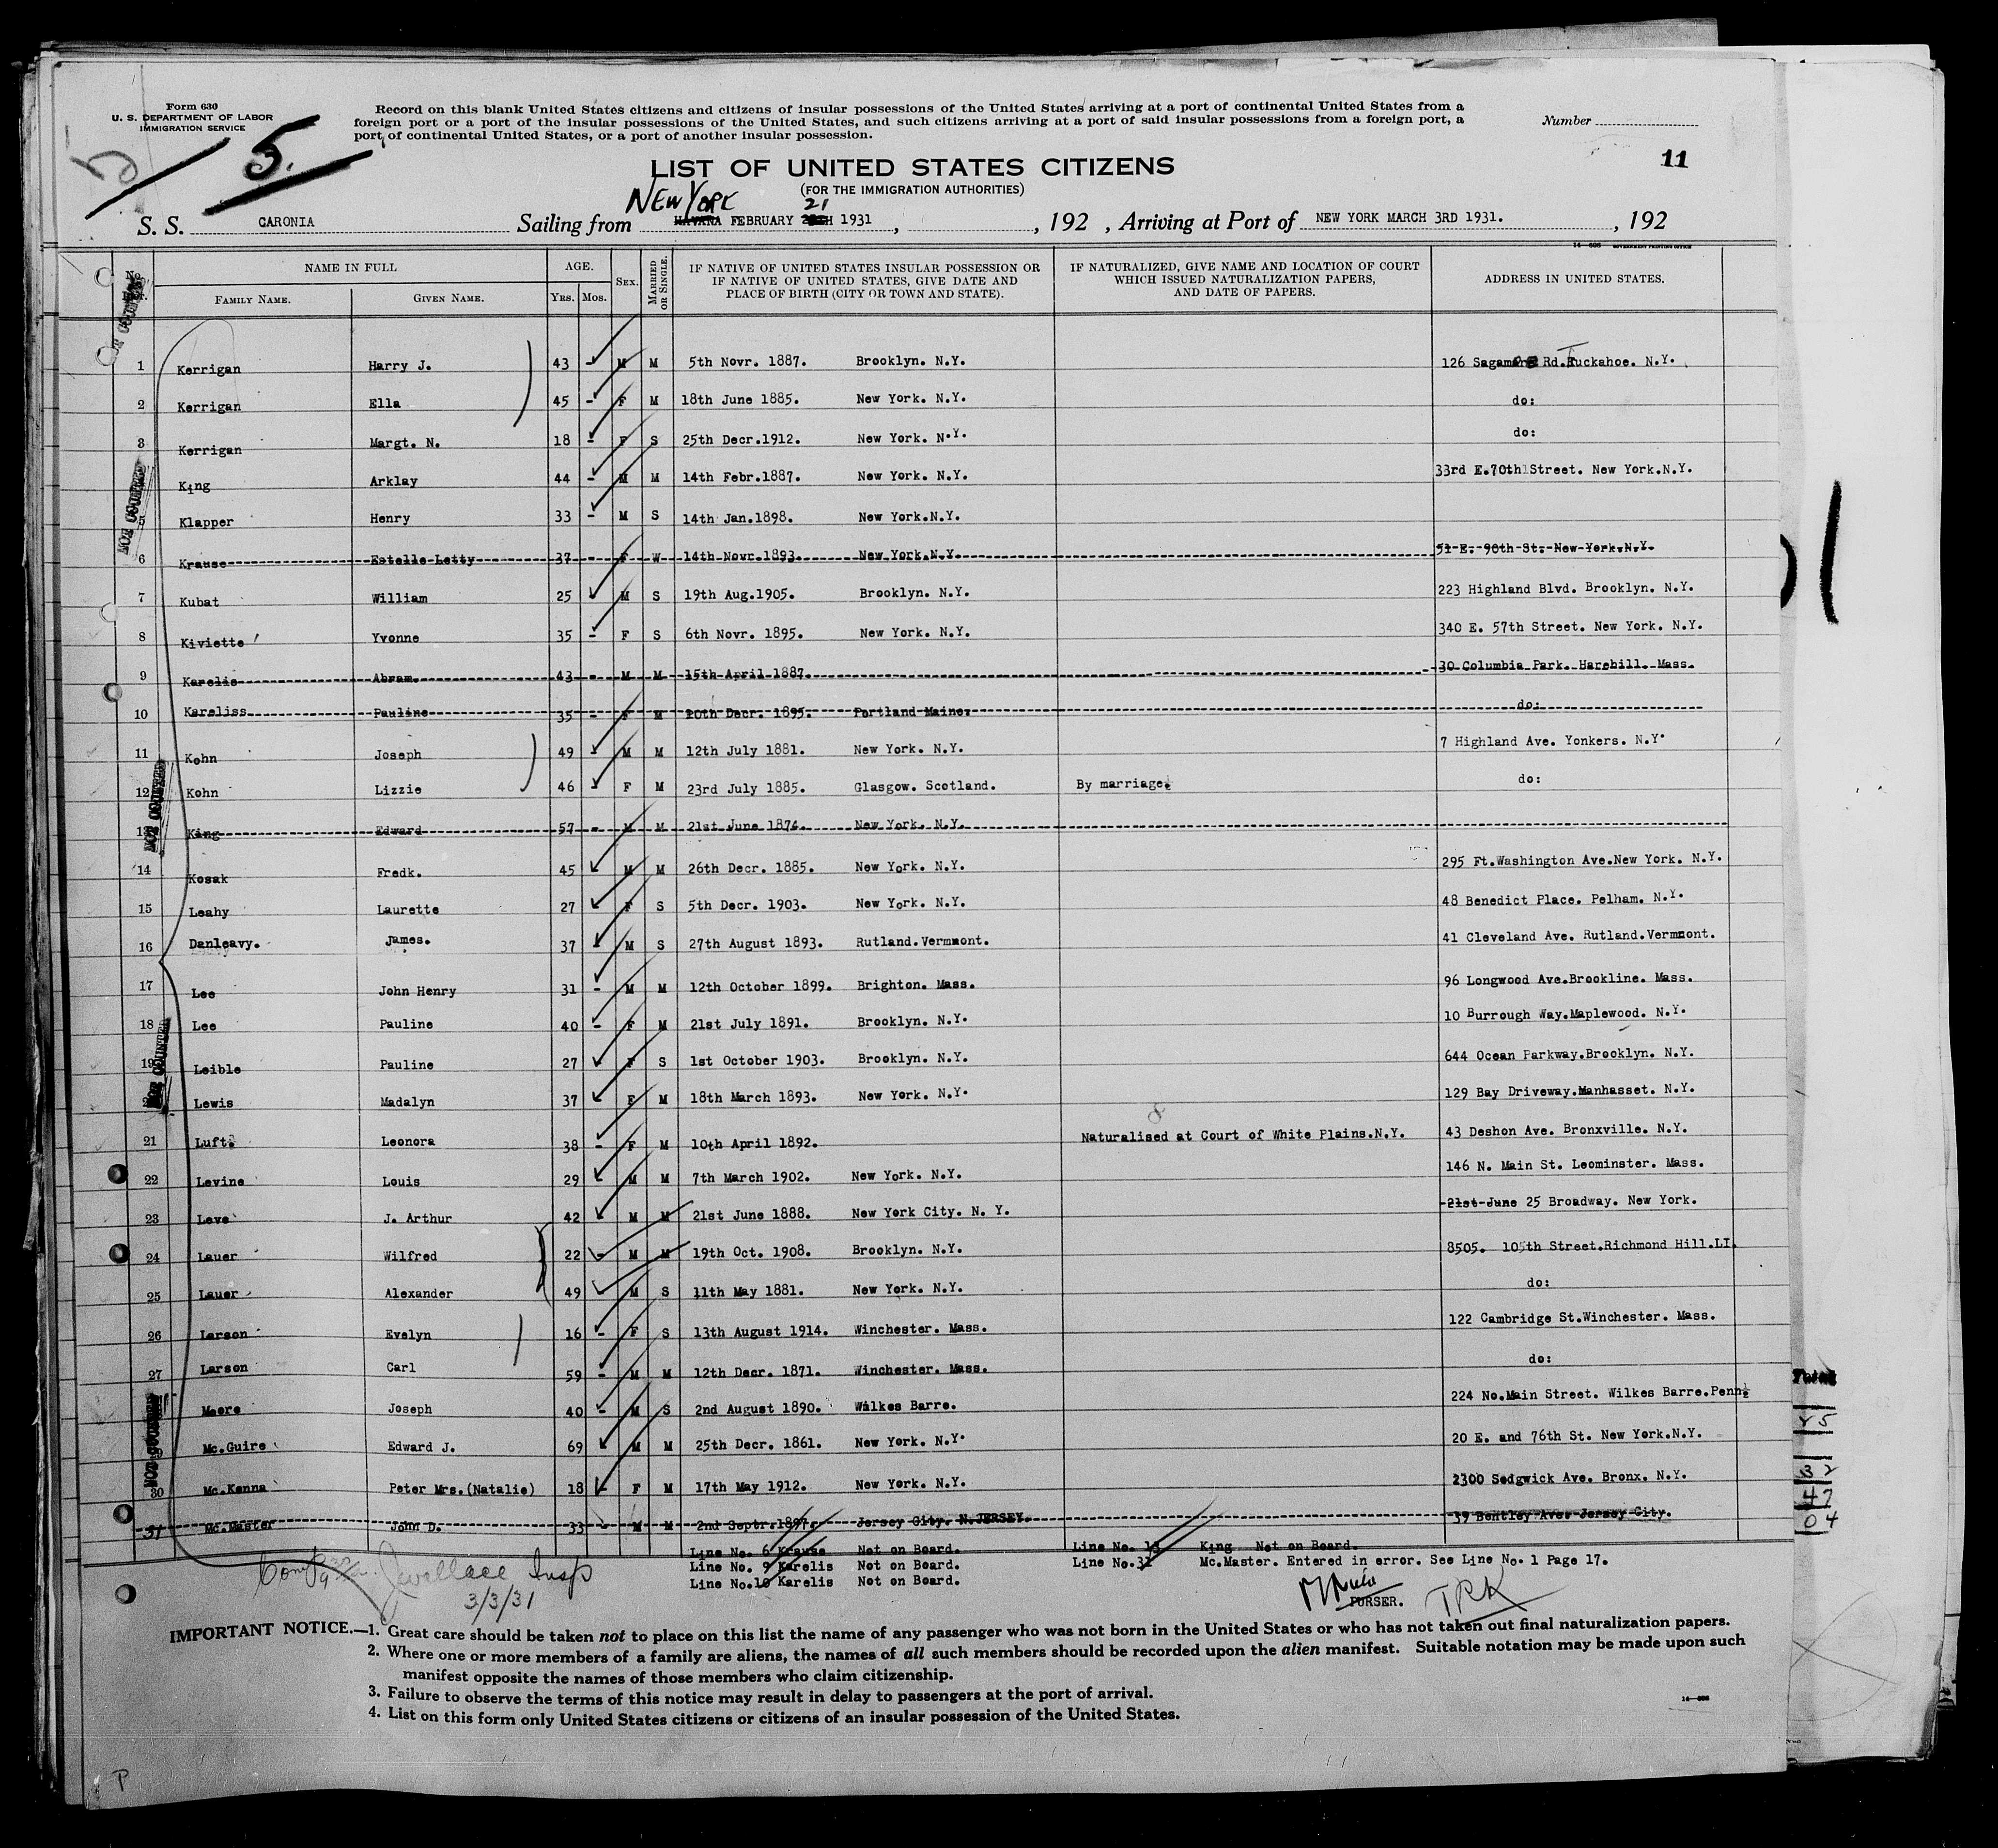 Form 630
U. S. DEPARTMENT OF LABOR
IMMIGRATION SERVICE
5.
Record on this blank United States citizens and citizens of insular possessions of the United States arriving at a port of continental United States from a
foreign port or a port of the insular possessions of the United States, and such citizens arriving at a port of said insular possessions from a foreign port, a
port of continental United States, or a port of another insular possession.
Number
11
LIST OF UNITED STATES CITIZENS
(FOR THE IMMIGRATION AUTHORITIES)
NEW YORK 21
S. S. CARONIA Sailing from HAVANA FEBRUARY 1931 , , 192 , Arriving at Port of NEW YORK MARCH 3RD 1931. , 192
NAME IN FULL AGE. SEX. MARRIED OR SINGLE. IF NATIVE OF UNITED STATES INSULAR POSSESSION OR IF NATIVE OF UNITED STATES, GIVE DATE AND PLACE OF BIRTH (CITY OR TOWN AND STATE). IF NATURALIZED, GIVE NAME AND LOCATION OF COURT WHICH ISSUED NATURALIZATION PAPERS, AND DATE OF PAPERS. ADDRESS IN UNITED STATES.
FAMILY NAME. GIVEN NAME. YRS. MOS.
1 Kerrigan Harry J. 43 - M M 5th Novr. 1887. Brooklyn. N.Y. 126 Sagamore Rd. Tuckahoe. N.Y.
2 Kerrigan Ella 45 - F M 18th June 1885. New York. N.Y. do:
3 Kerrigan Margt. N. 18 - F S 25th Decr.1912. New York. N.Y. do:
King Arklay 44 - M M 14th Febr.1887. New York. N.Y. 33rd E.70th Street. New York.N.Y.
5 Klapper Henry 33 - M S 14th Jan.1898. New York.N.Y.
6 Krause Estelle Letty 37 - F W 14th Novr.1893. New York.N.Y. 51 E. 90th St. New York.N.Y.
7 Kubat William 25 M S 19th Aug.1905. Brooklyn. N.Y. 223 Highland Blvd. Brooklyn. N.Y.
8 Kiviette Yvonne 35 - F S 6th Novr. 1895. New York. N.Y. 340 E. 57th Street. New York. N.Y.
9 Karelis Abram. 43 - M M 15th April 1887. 30 Columbia Park. Harehill. Mass.
10 Kareliss Pauline 35 - F M 20th Decr. 1895. Portland Maine. do:
11 Kohn Joseph 49 - M M 12th July 1881. New York. N.Y. 7 Highland Ave. Yonkers. N.Y.
12 Kohn Lizzie 46 - F M 23rd July 1885. Glasgow. Scotland. By marriage. do:
13 King Edward 57 - M M 21st June 1874. New York. N.Y.
14 Kosak Fredk. 45 M M 26th Decr. 1885. New York. N.Y. 295 Ft.Washington Ave.New York. N.Y.
15 Leahy Laurette 27 F S 5th Decr. 1903. New York. N.Y. 48 Benedict Place. Pelham. N.Y.
16 Danleavy. James. 37 M S 27th August 1893. Rutland.Vermont. 41 Cleveland Ave. Rutland.Vermont.
17 Lee John Henry 31 - M M 12th October 1899. Brighton. Mass. 96 Longwood Ave.Brookline. Mass.
18 Lee Pauline 40 - F M 21st July 1891. Brooklyn. N.Y. 10 Burrough Way.Maplewood. N.Y.
19 Leible Pauline 27 F S 1st October 1903. Brooklyn. N.Y. 644 Ocean Parkway.Brooklyn. N.Y.
Lewis Madalyn 37 F M 18th March 1893. New York. N.Y. 129 Bay Driveway.Manhasset. N.Y.
21 Luft. Leonora 38 - F M 10th April 1892. Naturalised at Court of White Plains.N.Y. 43 Deshon Ave. Bronxville. N.Y.
22 Levine Louis 29 M M 7th March 1902. New York. N.Y. 146 N. Main St. Leominster. Mass.
23 Leve J. Arthur 42 M M 21st June 1888. New York City. N. Y. 21st June 25 Broadway. New York.
24 Lauer Wilfred 22 - M M 19th Oct. 1908. Brooklyn. N.Y. 8505. 105th Street.Richmond Hill.LI.
25 Lauer Alexander 49 M S 11th May 1881. New York. N.Y. do:
26 Larson Evelyn 16 - F S 13th August 1914. Winchester. Mass. 122 Cambridge St.Winchester. Mass.
27 Larson Carl 59 - M M 12th Decr. 1871. Winchester. Mass. do:
Moore Joseph 40 - M S 2nd August 1890. Wilkes Barre. 224 No.Main Street. Wilkes Barre.Penn.
Mc.Guire Edward J. 69 M M 25th Decr. 1861. New York. N.Y. 20 E. and 76th St. New York.N.Y.
30 Mc.Kenna Peter Mrs.(Natalie) 18 - F M 17th May 1912. New York. N.Y. 2300 Sedgwick Ave. Bronx. N.Y.
31 Mc.Master John D. 33 - M M 2nd Septr.1897. Jersey City. N.JERSEY. 39 Bentley Ave. Jersey City.
Line No. 6 Krause Not on Board. Line No. 13 King Not on Board.
Line No. 9 Karelis Not on Board. Line No.31 Mc.Master. Entered in error. See Line No. 1 Page 17.
Line No.10 Karelis Not on Board.
JWallace Insp
3/3/31
PURSER.
TRK
IMPORTANT NOTICE.—1. Great care should be taken not to place on this list the name of any passenger who was not born in the United States or who has not taken out final naturalization papers.
2. Where one or more members of a family are aliens, the names of all such members should be recorded upon the alien manifest. Suitable notation may be made upon such
manifest opposite the names of those members who claim citizenship.
3. Failure to observe the terms of this notice may result in delay to passengers at the port of arrival.
4. List on this form only United States citizens or citizens of an insular possession of the United States.
P